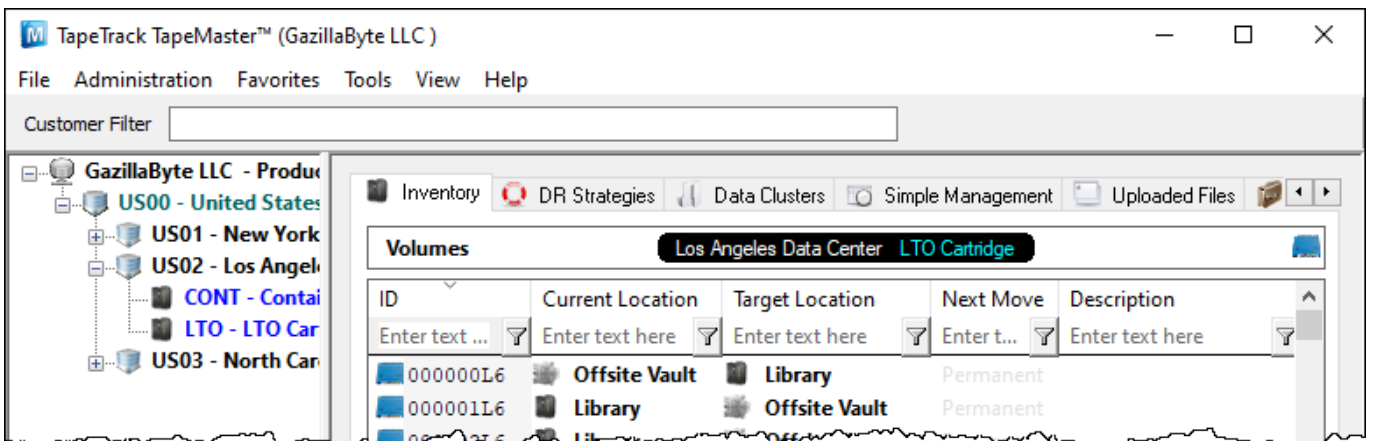 TapeTrack TapeMaster™ (GazillaByte LLC )
File Administration Favorites Tools View Help
Customer Filter
GazillaByte LLC - Produc
US00 - United States
US01 - New York
US02 - Los Angel
CONT - Contai
LTO - LTO Car
US03 - North Car
Inventory DR Strategies Data Clusters Simple Management Uploaded Files
Volumes Los Angeles Data Center LTO Cartridge
ID Current Location Target Location Next Move Description
Enter text ... Enter text here Enter text here Enter t... Enter text here
000000L6 Offsite Vault Library Permanent
000001L6 Library Offsite Vault Permanent